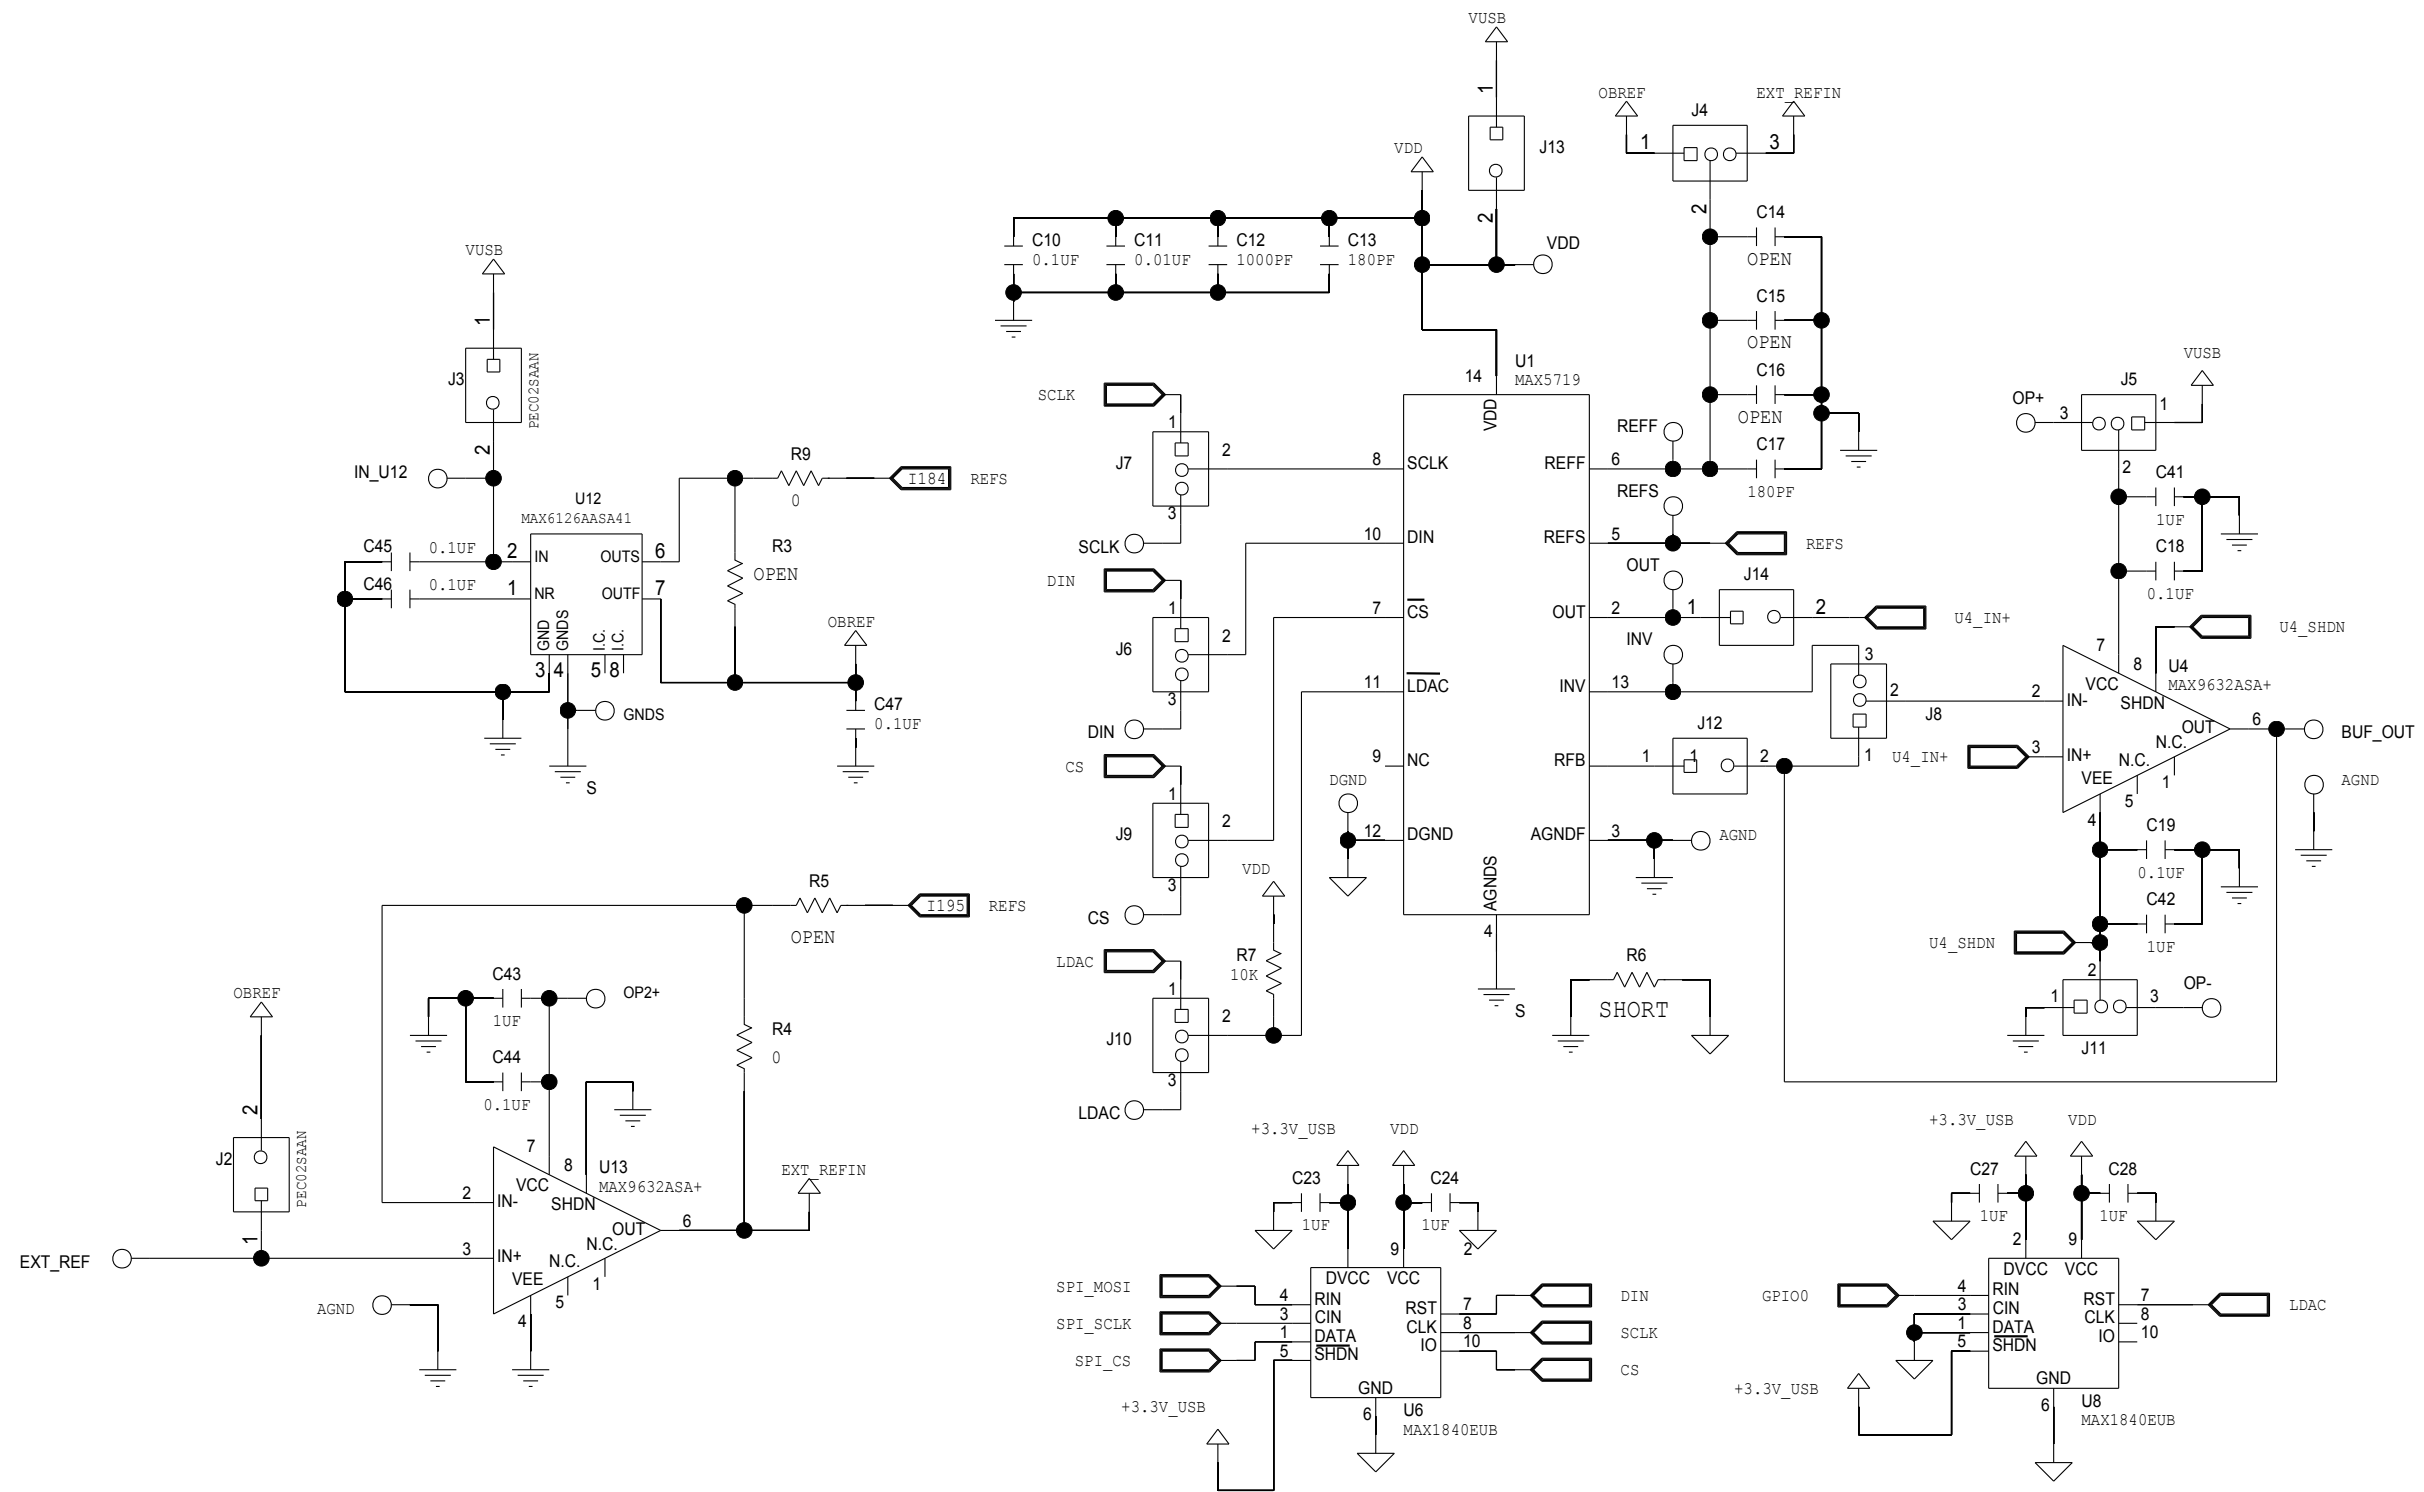 VUSB
1
J13
2
VDD
VDD
OBREF
EXT_REFIN
J4
1
3
2
C14
OPEN
C15
OPEN
C16
OPEN
C17
180PF
C10
0.1UF
C11
0.01UF
C12
1000PF
C13
180PF
VUSB
1
J3
PEC02SAAN
2
IN_U12
U12
MAX6126AASA41
C45
0.1UF
C46
0.1UF
2
IN
1
NR
OUTS
6
OUTF
7
GND
GNDS
I.C.
I.C.
3
4
5
8
GNDS
S
R9
0
I184
REFS
R3
OPEN
OBREF
C47
0.1UF
SCLK
1
J7
2
3
SCLK
DIN
1
J6
2
3
DIN
CS
1
J9
2
3
CS
LDAC
1
J10
2
3
LDAC
VDD
R7
10K
U1
MAX5719
14
VDD
8
SCLK
10
DIN
7
CS
11
LDAC
9
NC
DGND
12
DGND
AGNDS
4
S
REFF
6
REFF
REFS
5
REFS
REFS
OUT
2
OUT
INV
13
INV
RFB
1
AGNDF
3
AGND
J14
1
2
U4_IN+
J12
1
2
3
2
J8
1
R6
SHORT
VUSB
J5
OP+
3
1
2
C41
1UF
C18
0.1UF
U4_SHDN
7
8
U4
MAX9632ASA+
VCC
SHDN
2
IN-
U4_IN+
3
IN+
OUT
6
N.C.
N.C.
VEE
1
5
4
BUF_OUT
AGND
C19
0.1UF
C42
1UF
U4_SHDN
2
1
3
OP-
J11
R5
OPEN
I195
REFS
C43
1UF
OP2+
C44
0.1UF
R4
0
OBREF
2
J2
PEC02SAAN
1
EXT_REF
7
8
U13
MAX9632ASA+
VCC
SHDN
2
IN-
3
IN+
OUT
6
N.C.
N.C.
VEE
1
5
4
EXT_REFIN
AGND
+3.3V_USB
VDD
C23
1UF
C24
1UF
9
2
DVCC
VCC
SPI_MOSI
4
RIN
SPI_SCLK
3
CIN
SPI_CS
1
DATA
5
SHDN
RST
7
DIN
CLK
8
SCLK
IO
10
CS
GND
6
U6
MAX1840EUB
+3.3V_USB
+3.3V_USB
VDD
C27
1UF
C28
1UF
2
9
DVCC
VCC
GPIO0
4
RIN
3
CIN
1
DATA
5
SHDN
RST
7
LDAC
CLK
8
IO
10
GND
6
U8
MAX1840EUB
+3.3V_USB